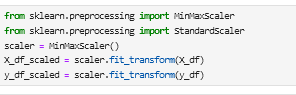 from sklearn.preprocessing import MinMaxScaler
from sklearn.preprocessing import StandardScaler
scaler = MinMaxScaler()
X_df_scaled = scaler.fit_transform(X_df)
y_df_scaled = scaler.fit_transform(y_df)